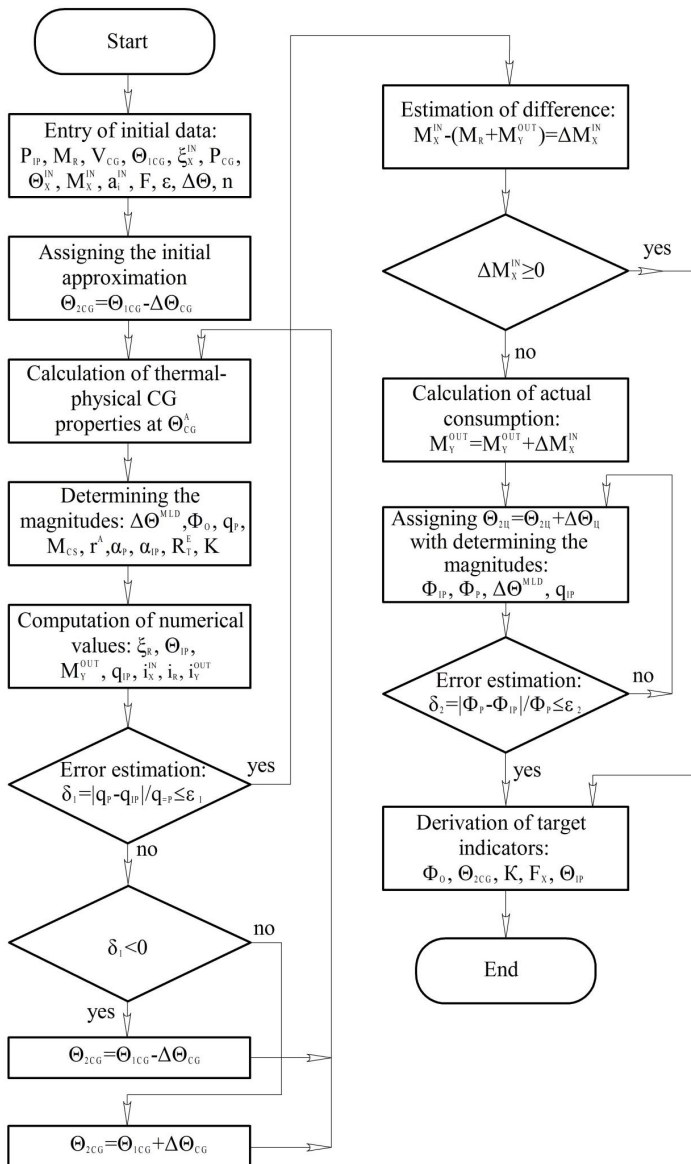 Start
Entry of initial data:
P_IP, M_R, V_CG, Θ_1CG, ξ_X^IN, P_CG,
Θ_X^IN, M_X^IN, a_i^IN, F, ε, ΔΘ, n
Assigning the initial
approximation
Θ_2CG=Θ_1CG-ΔΘ_CG
Calculation of thermal-
physical CG
properties at Θ_CG^A
Determining the
magnitudes: ΔΘ^MLD,Φ_O, q_P,
M_CS, r^A,α_P, α_IP, R_T^E, K
Computation of numerical
values: ξ_R, Θ_IP,
M_Y^OUT, q_IP, i_X^IN, i_R, i_Y^OUT
Error estimation:
δ_1=|q_P-q_IP|/q_=P≤ε_1
yes
no
δ_1<0
no
yes
Θ_2CG=Θ_1CG-ΔΘ_CG
Θ_2CG=Θ_1CG+ΔΘ_CG
Estimation of difference:
M_X^IN-(M_R+M_Y^OUT)=ΔM_X^IN
ΔM_X^IN≥0
yes
no
Calculation of actual
consumption:
M_Y^OUT=M_Y^OUT+ΔM_X^IN
Assigning Θ_2Ц=Θ_2Ц+ΔΘ_Ц
with determining the
magnitudes:
Φ_IP, Φ_P, ΔΘ^MLD, q_IP
Error estimation:
δ_2=|Φ_P-Φ_IP|/Φ_P≤ε_2
no
yes
Derivation of target
indicators:
Φ_O, Θ_2CG, K, F_X, Θ_IP
End